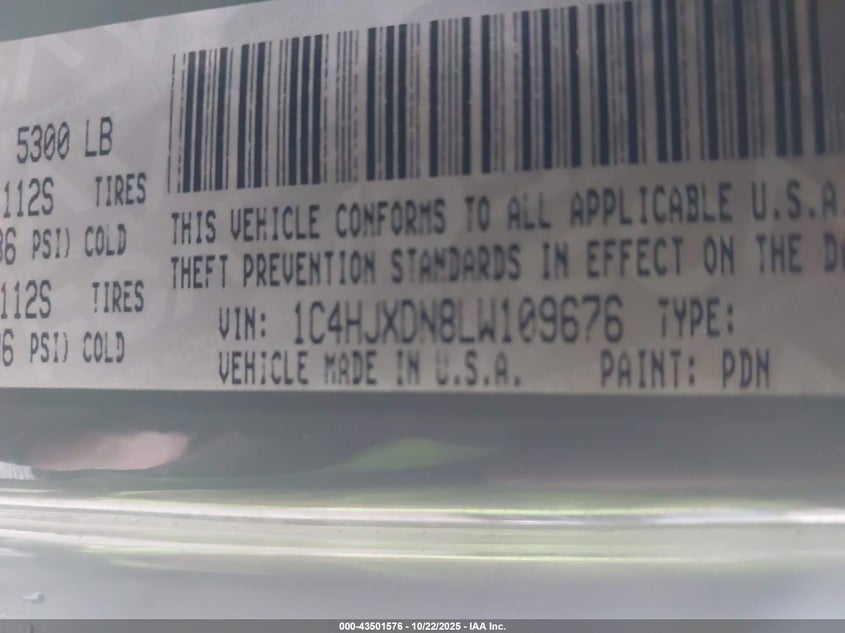 5300 LB
112S TIRES
36 PSI) COLD
112S TIRES
6 PSI) COLD
THIS VEHICLE CONFORMS TO ALL APPLICABLE U.S.A.
THEFT PREVENTION STANDARDS IN EFFECT ON THE
VIN: 1C4HJXDN8LW109676 TYPE:
VEHICLE MADE IN U.S.A. PAINT: PDN
000-43501576 - 10/22/2025 - IAA Inc.